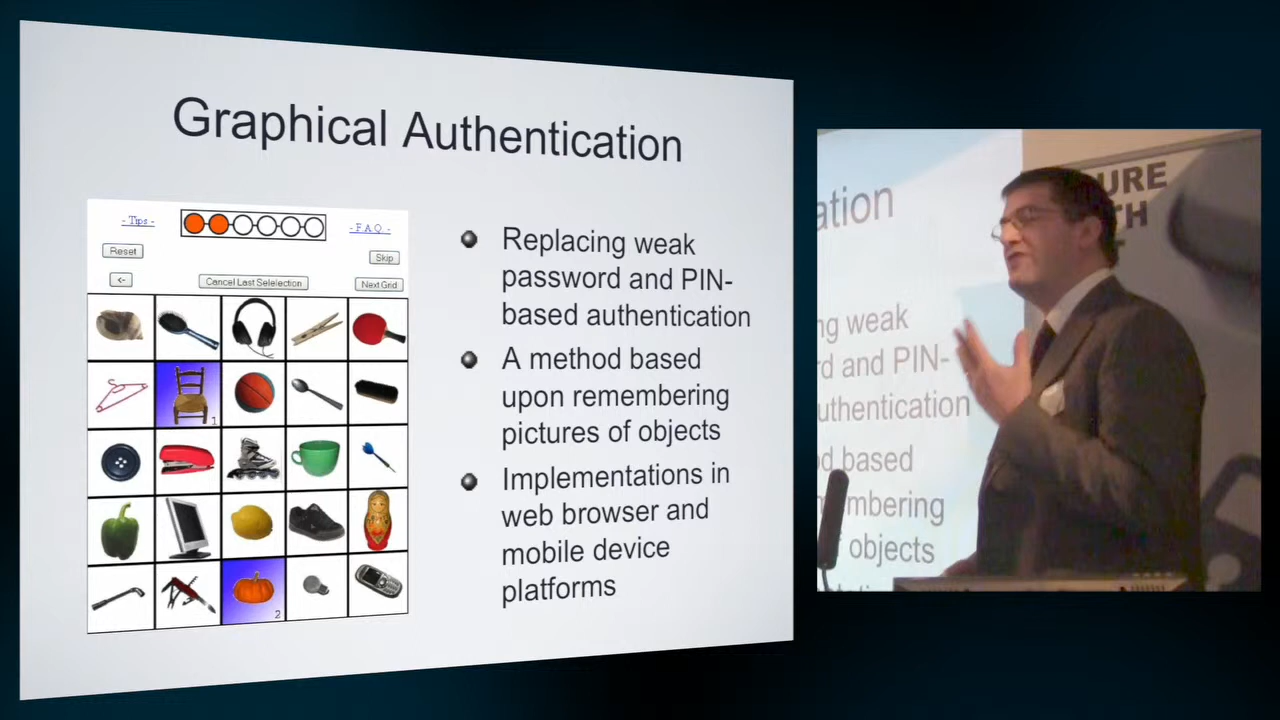 Graphical Authentication
- Tips -
- F.A.Q. -
Reset
Skip
<-
Cancel Last Selelection
Next Grid
1
2
Replacing weak
password and PIN-
based authentication
A method based
upon remembering
pictures of objects
Implementations in
web browser and
mobile device
platforms
ation
ng weak
rd and PIN-
uthentication
od based
mbering
objects
URE
TH